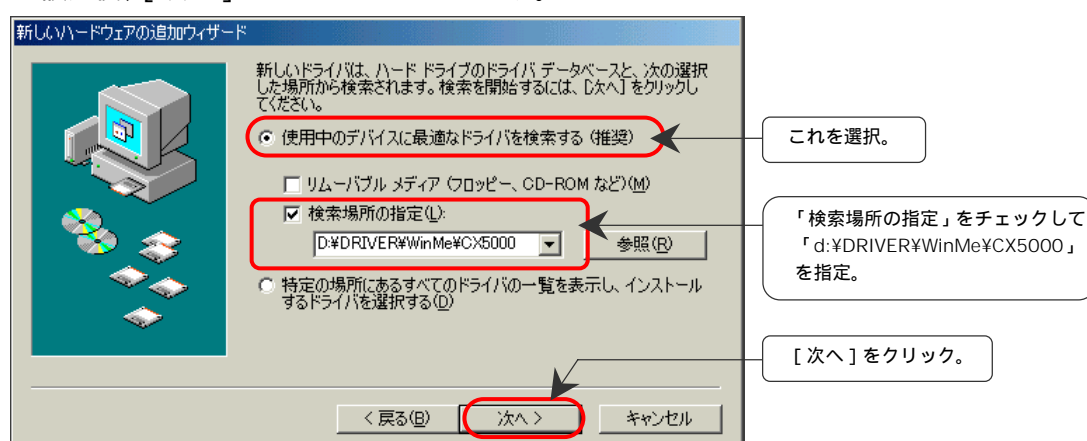 新しいハードウェアの追加ウィザード
新しいドライバは、ハード ドライブのドライバ データベースと、次の選択
した場所から検索されます。検索を開始するには、[次へ] をクリックし
てください。
使用中のデバイスに最適なドライバを検索する (推奨)
リムーバブル メディア (フロッピー、CD-ROM など)(M)
検索場所の指定(L):
D:¥DRIVER¥WinMe¥CX5000
参照(R)
特定の場所にあるすべてのドライバの一覧を表示し、インストール
するドライバを選択する(D)
< 戻る(B)
次へ >
キャンセル
これを選択。
「検索場所の指定」をチェックして
「d:¥DRIVER¥WinMe¥CX5000」
を指定。
[次へ]をクリック。